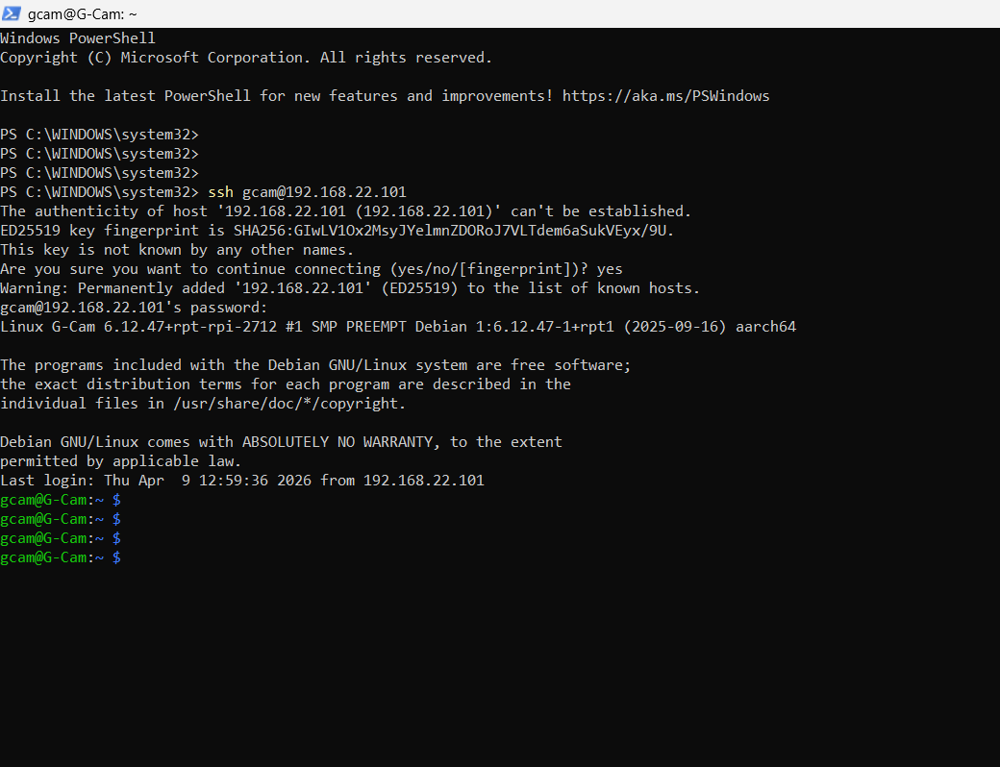 gcam@G-Cam: ~
Windows PowerShell
Copyright (C) Microsoft Corporation. All rights reserved.
Install the latest PowerShell for new features and improvements! https://aka.ms/PSWindows
PS C:\WINDOWS\system32>
PS C:\WINDOWS\system32>
PS C:\WINDOWS\system32>
PS C:\WINDOWS\system32> ssh gcam@192.168.22.101
The authenticity of host '192.168.22.101 (192.168.22.101)' can't be established.
ED25519 key fingerprint is SHA256:GIwLV1Ox2MsyJYelmnZDORoJ7VLTdem6aSukVEyx/9U.
This key is not known by any other names.
Are you sure you want to continue connecting (yes/no/[fingerprint])? yes
Warning: Permanently added '192.168.22.101' (ED25519) to the list of known hosts.
gcam@192.168.22.101's password:
Linux G-Cam 6.12.47+rpt-rpi-2712 #1 SMP PREEMPT Debian 1:6.12.47-1+rpt1 (2025-09-16) aarch64
The programs included with the Debian GNU/Linux system are free software;
the exact distribution terms for each program are described in the
individual files in /usr/share/doc/*/copyright.
Debian GNU/Linux comes with ABSOLUTELY NO WARRANTY, to the extent
permitted by applicable law.
Last login: Thu Apr  9 12:59:36 2026 from 192.168.22.101
gcam@G-Cam:~ $
gcam@G-Cam:~ $
gcam@G-Cam:~ $
gcam@G-Cam:~ $